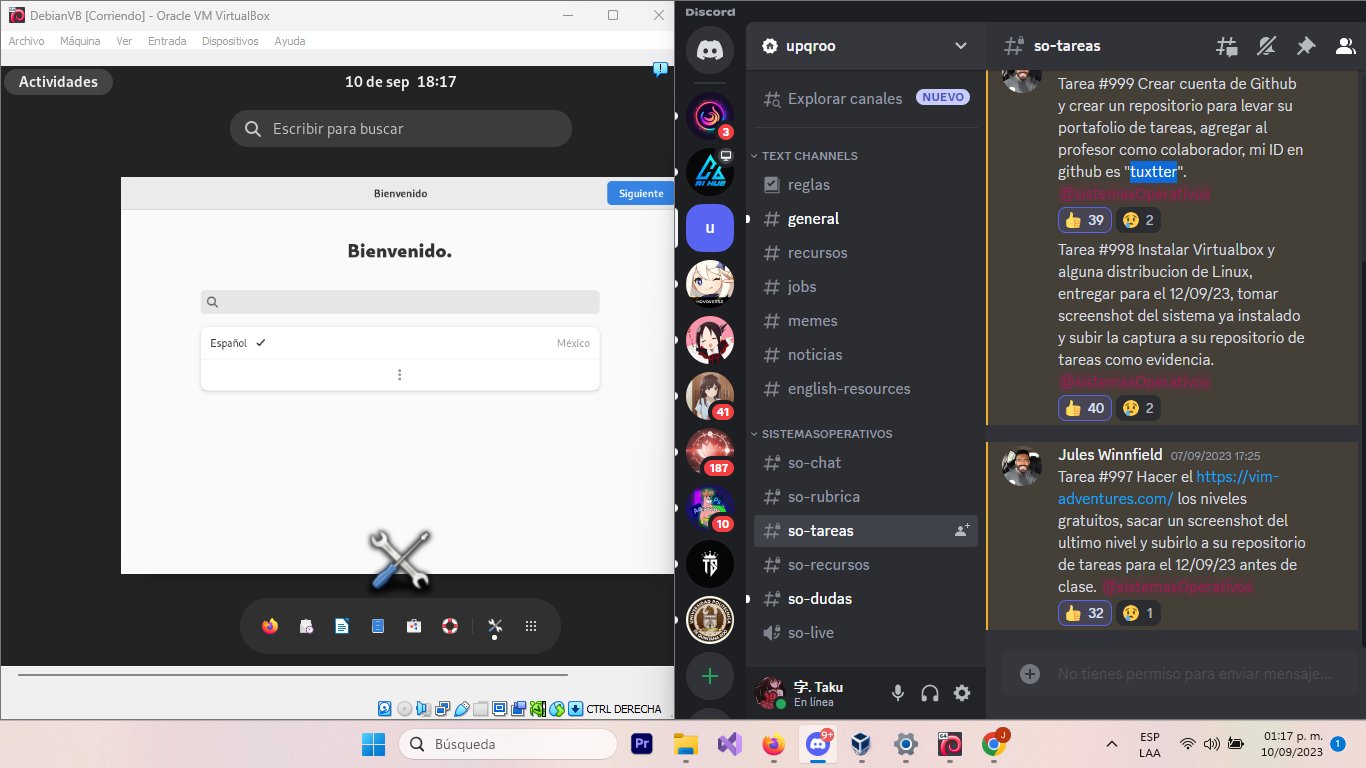 DebianVB [Corriendo] - Oracle VM VirtualBox
Archivo Máquina Ver Entrada Dispositivos Ayuda
Actividades
10 de sep 18:17
Escribir para buscar
Bienvenido
Siguiente
Bienvenido.
Español
México
CTRL DERECHA
Discord
3
AI HUB
u
HOYOVERSE
41
187
10
upqroo
Explorar canales
NUEVO
TEXT CHANNELS
reglas
general
recursos
jobs
memes
noticias
english-resources
SISTEMASOPERATIVOS
so-chat
so-rubrica
so-tareas
so-recursos
so-dudas
so-live
字. Taku
En línea
so-tareas
Tarea #999 Crear cuenta de Github
y crear un repositorio para levar su
portafolio de tareas, agregar al
profesor como colaborador, mi ID en
github es "tuxtter".
@sistemasOperativos
39 2
Tarea #998 Instalar Virtualbox y
alguna distribucion de Linux,
entregar para el 12/09/23, tomar
screenshot del sistema ya instalado
y subir la captura a su repositorio de
tareas como evidencia.
@sistemasOperativos
40 2
Jules Winnfield 07/09/2023 17:25
Tarea #997 Hacer el https://vim-
adventures.com/ los niveles
gratuitos, sacar un screenshot del
ultimo nivel y subirlo a su repositorio
de tareas para el 12/09/23 antes de
clase. @sistemasOperativos
32 1
No tienes permiso para enviar mensaje...
Búsqueda
Pr
9+
64
J
ESP
LAA
01:17 p. m.
10/09/2023
1